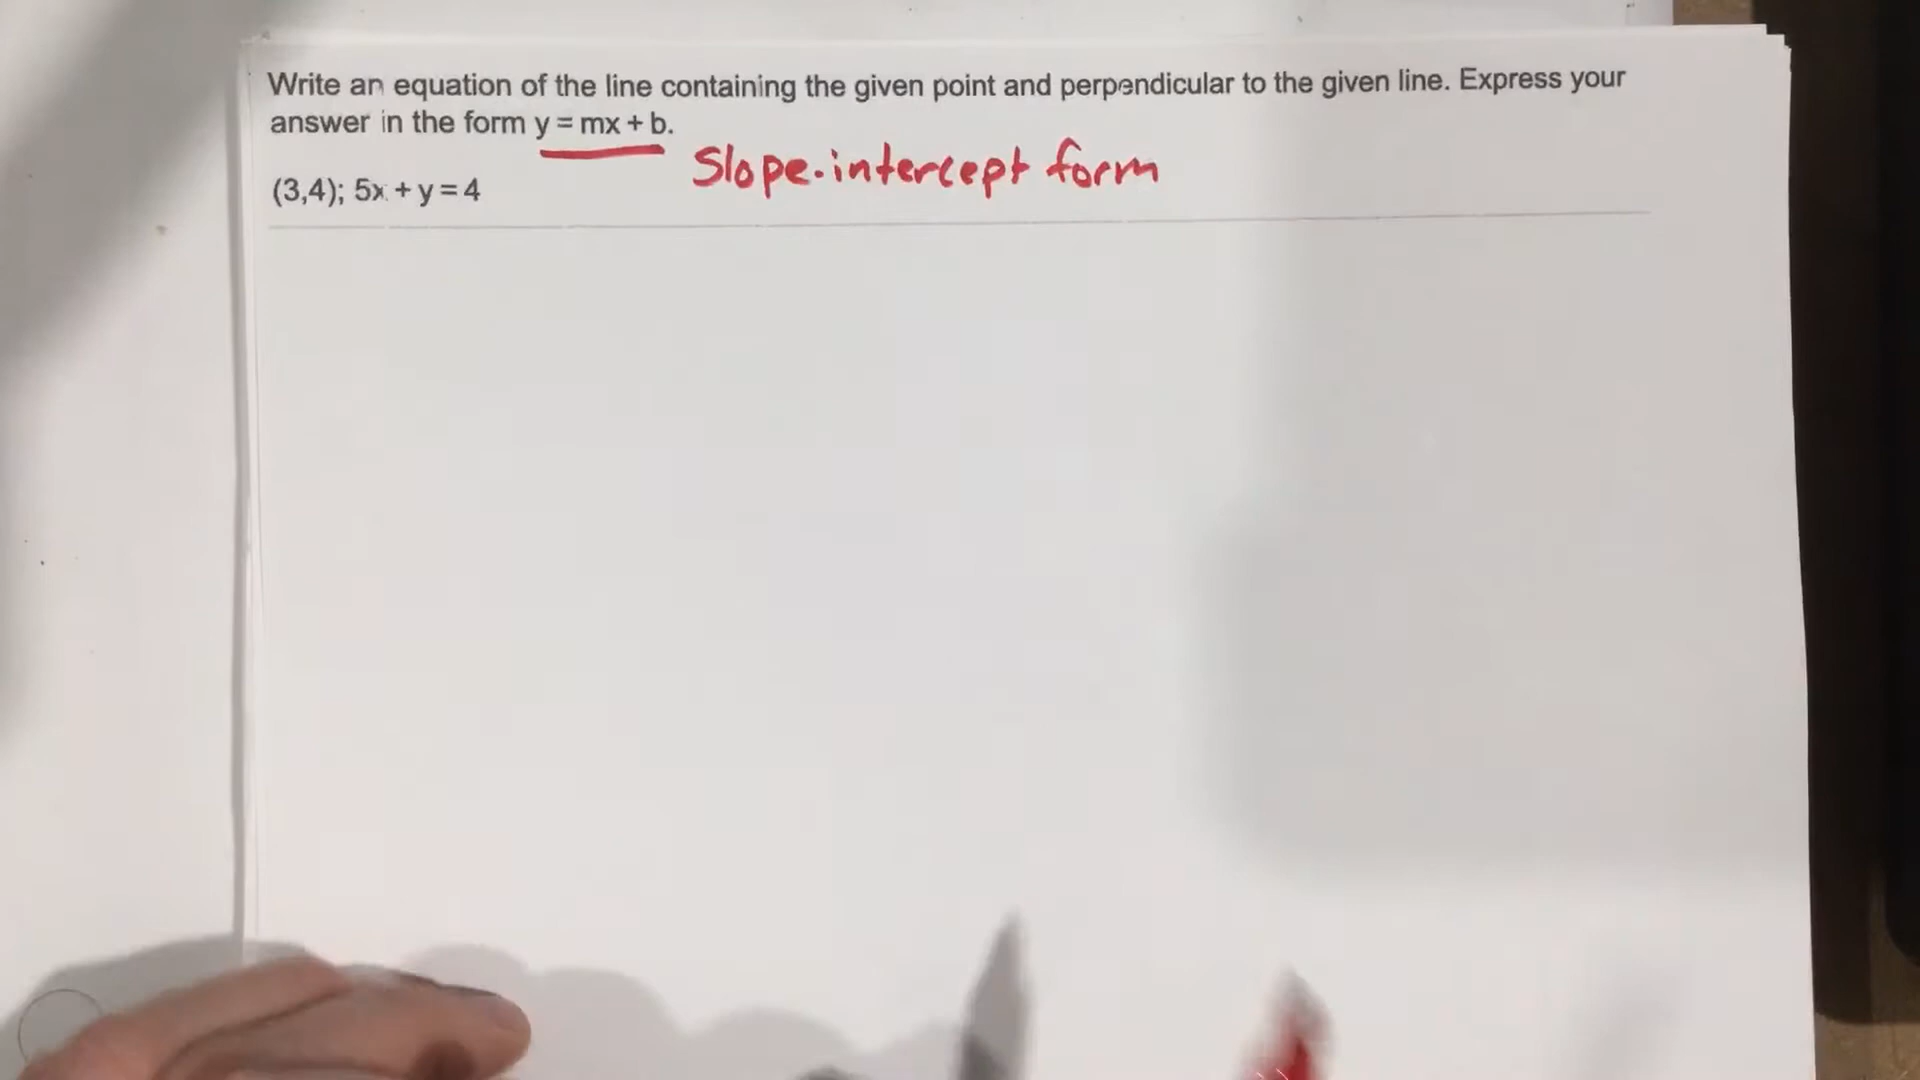 Write an equation of the line containing the given point and perpendicular to the given line. Express your
answer in the form y = mx + b.
Slope-intercept form
(3,4); 5x + y = 4